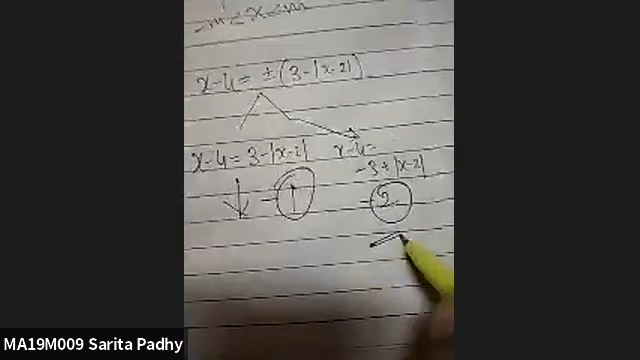 -m<x<m
x-4 = ±(3-|x-2|)
x-4 = 3-|x-2|
x-4=
-3+|x-2|
-1
-2
MA19M009 Sarita Padhy